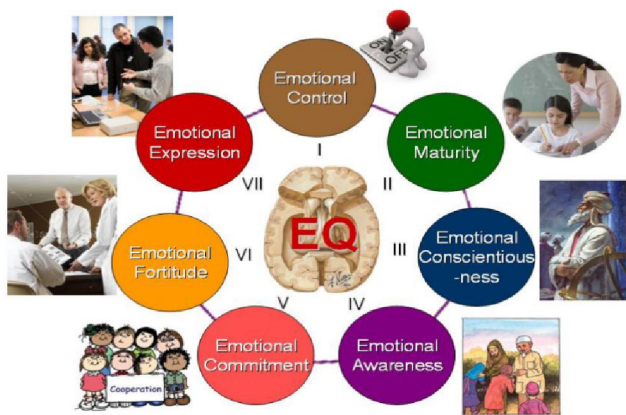 Emotional
Control
I
Emotional
Maturity
II
Emotional
Conscientious
-ness
III
Emotional
Awareness
IV
Emotional
Commitment
V
Emotional
Fortitude
VI
Emotional
Expression
VII
EQ
Cooperation